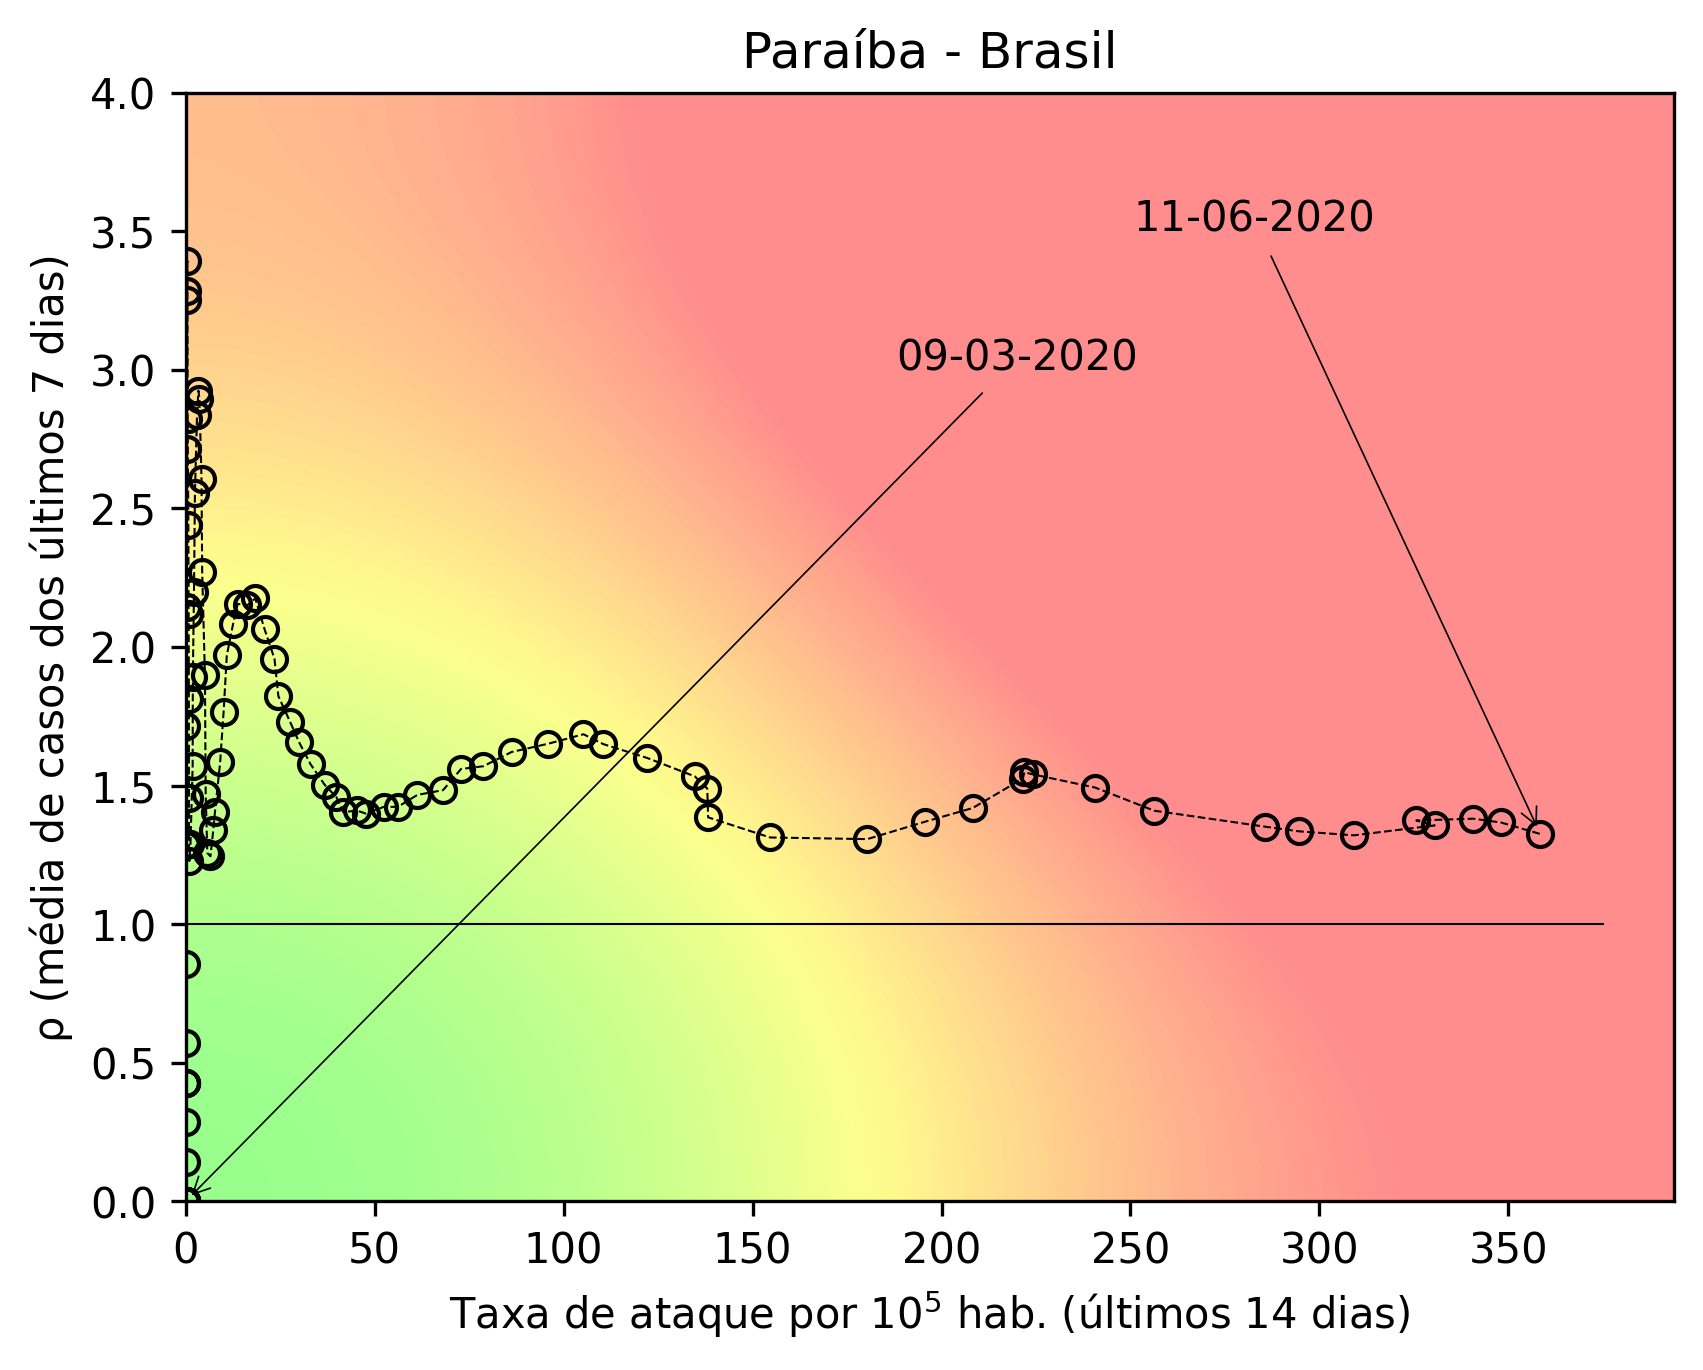 Paraíba - Brasil
4.0
3.5
3.0
2.5
2.0
1.5
1.0
0.5
0.0
ρ (média de casos dos últimos 7 dias)
11-06-2020
09-03-2020
0 50 100 150 200 250 300 350
Taxa de ataque por 10⁵ hab. (últimos 14 dias)